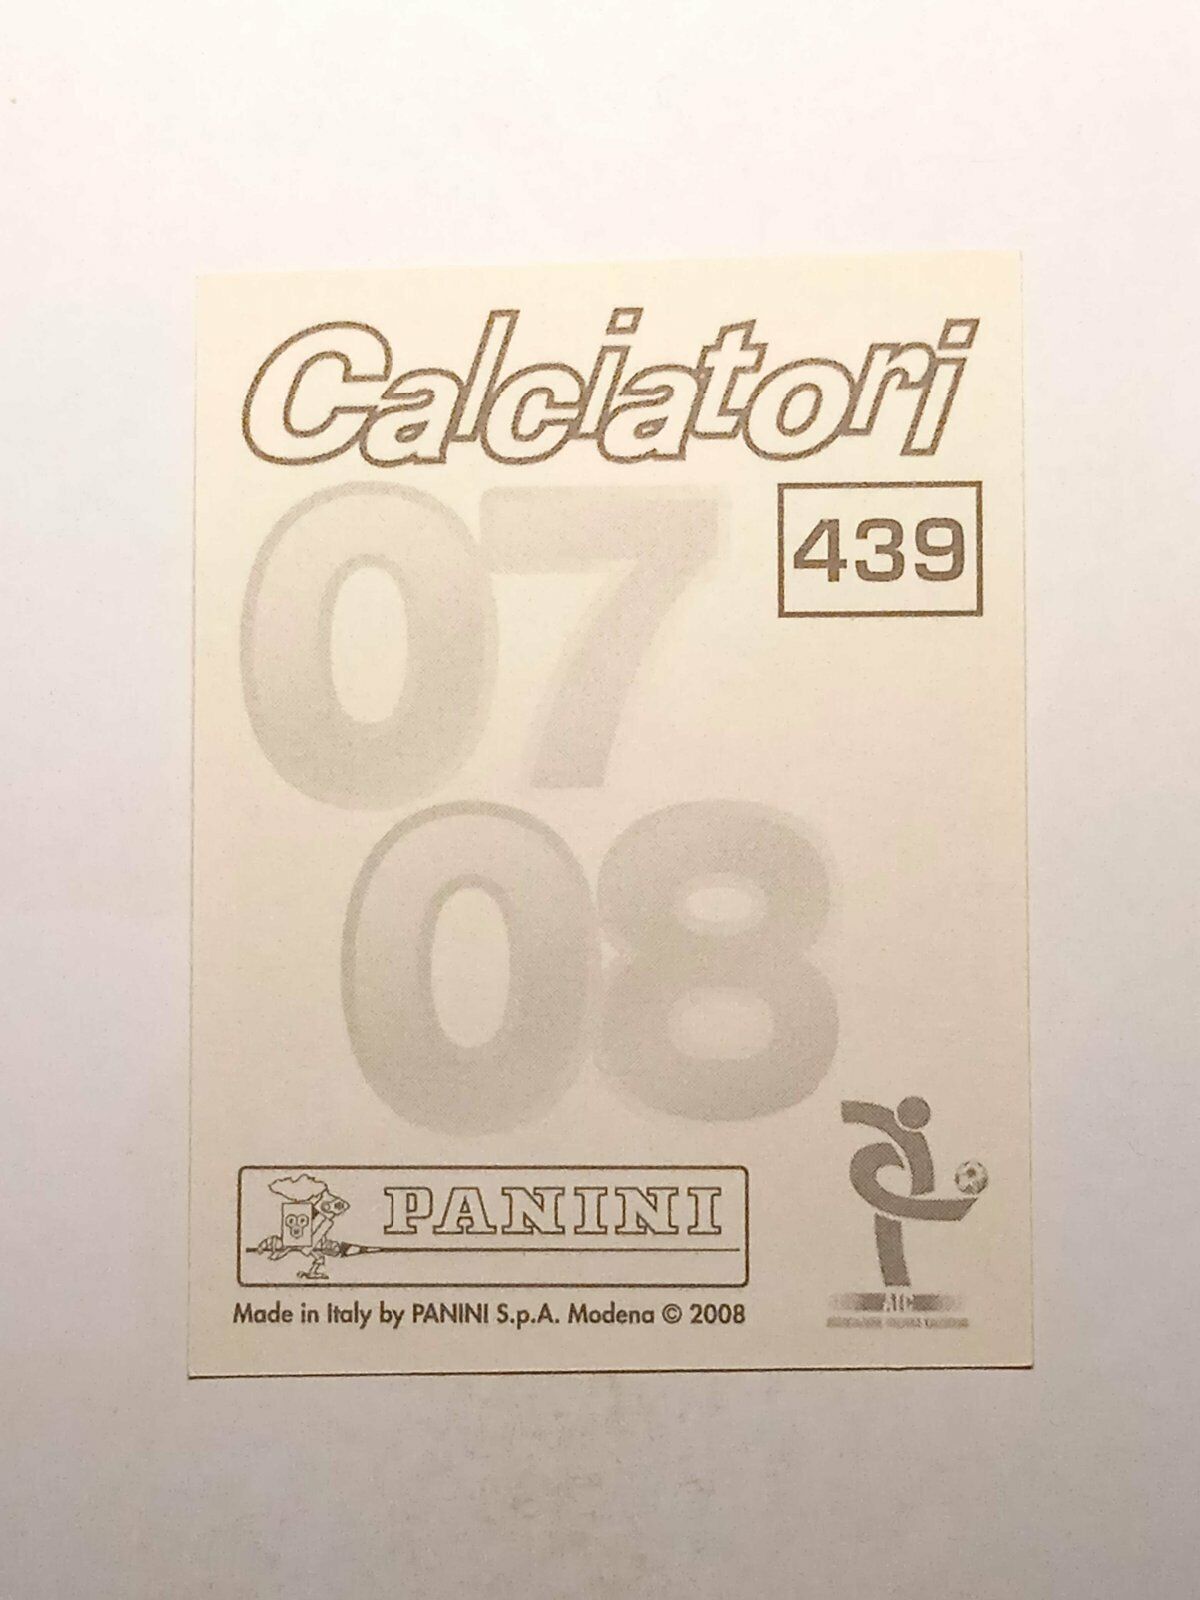 Calciatori
07
439
08
PANINI
Made in Italy by PANINI S.p.A. Modena © 2008